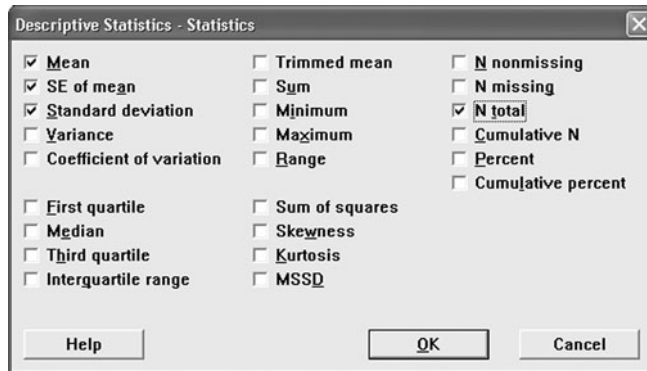 Descriptive Statistics - Statistics
Mean Trimmed mean N nonmissing
SE of mean Sum N missing
Standard deviation Minimum N total
Variance Maximum Cumulative N
Coefficient of variation Range Percent
Cumulative percent
First quartile Sum of squares
Median Skewness
Third quartile Kurtosis
Interquartile range MSSD
Help OK Cancel